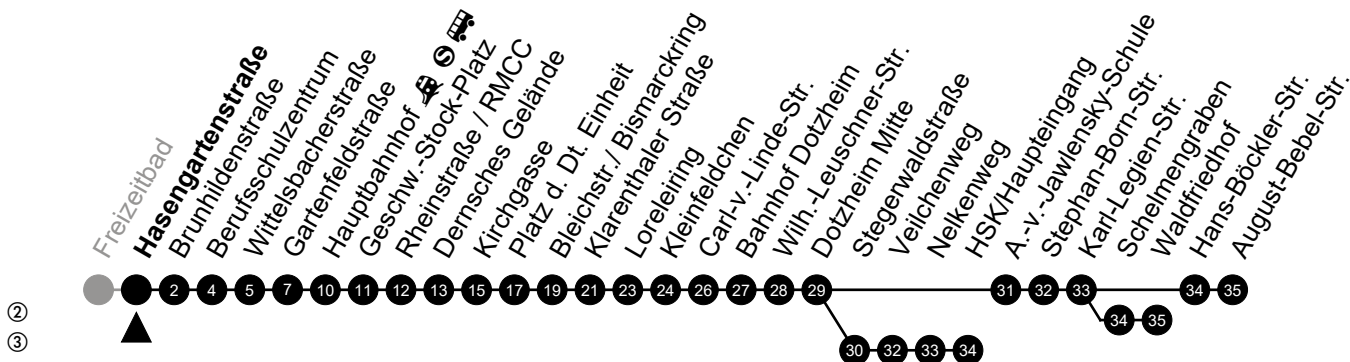 Freizeitbad
Hasengartenstraße
Brunhildenstraße
Berufsschulzentrum
Wittelsbacherstraße
Gartenfeldstraße
Hauptbahnhof S
Geschw.-Stock-Platz
Rheinstraße / RMCC
Dernsches Gelände
Kirchgasse
Platz d. Dt. Einheit
Bleichstr./ Bismarckring
Klarenthaler Straße
Loreleiring
Kleinfeldchen
Carl-v.-Linde-Str.
Bahnhof Dotzheim
Wilh.-Leuschner-Str.
Dotzheim Mitte
Stegerwaldstraße
Veilchenweg
Nelkenweg
HSK/Haupteingang
A.-v.-Jawlensky-Schule
Stephan-Born-Str.
Karl-Legien-Str.
Schelmengraben
Waldfriedhof
Hans-Böckler-Str.
August-Bebel-Str.
2 4 5 7 10 11 12 13 15 17 19 21 23 24 26 27 28 29 31 32 33 34 35
② 34 35
③ 30 32 33 34